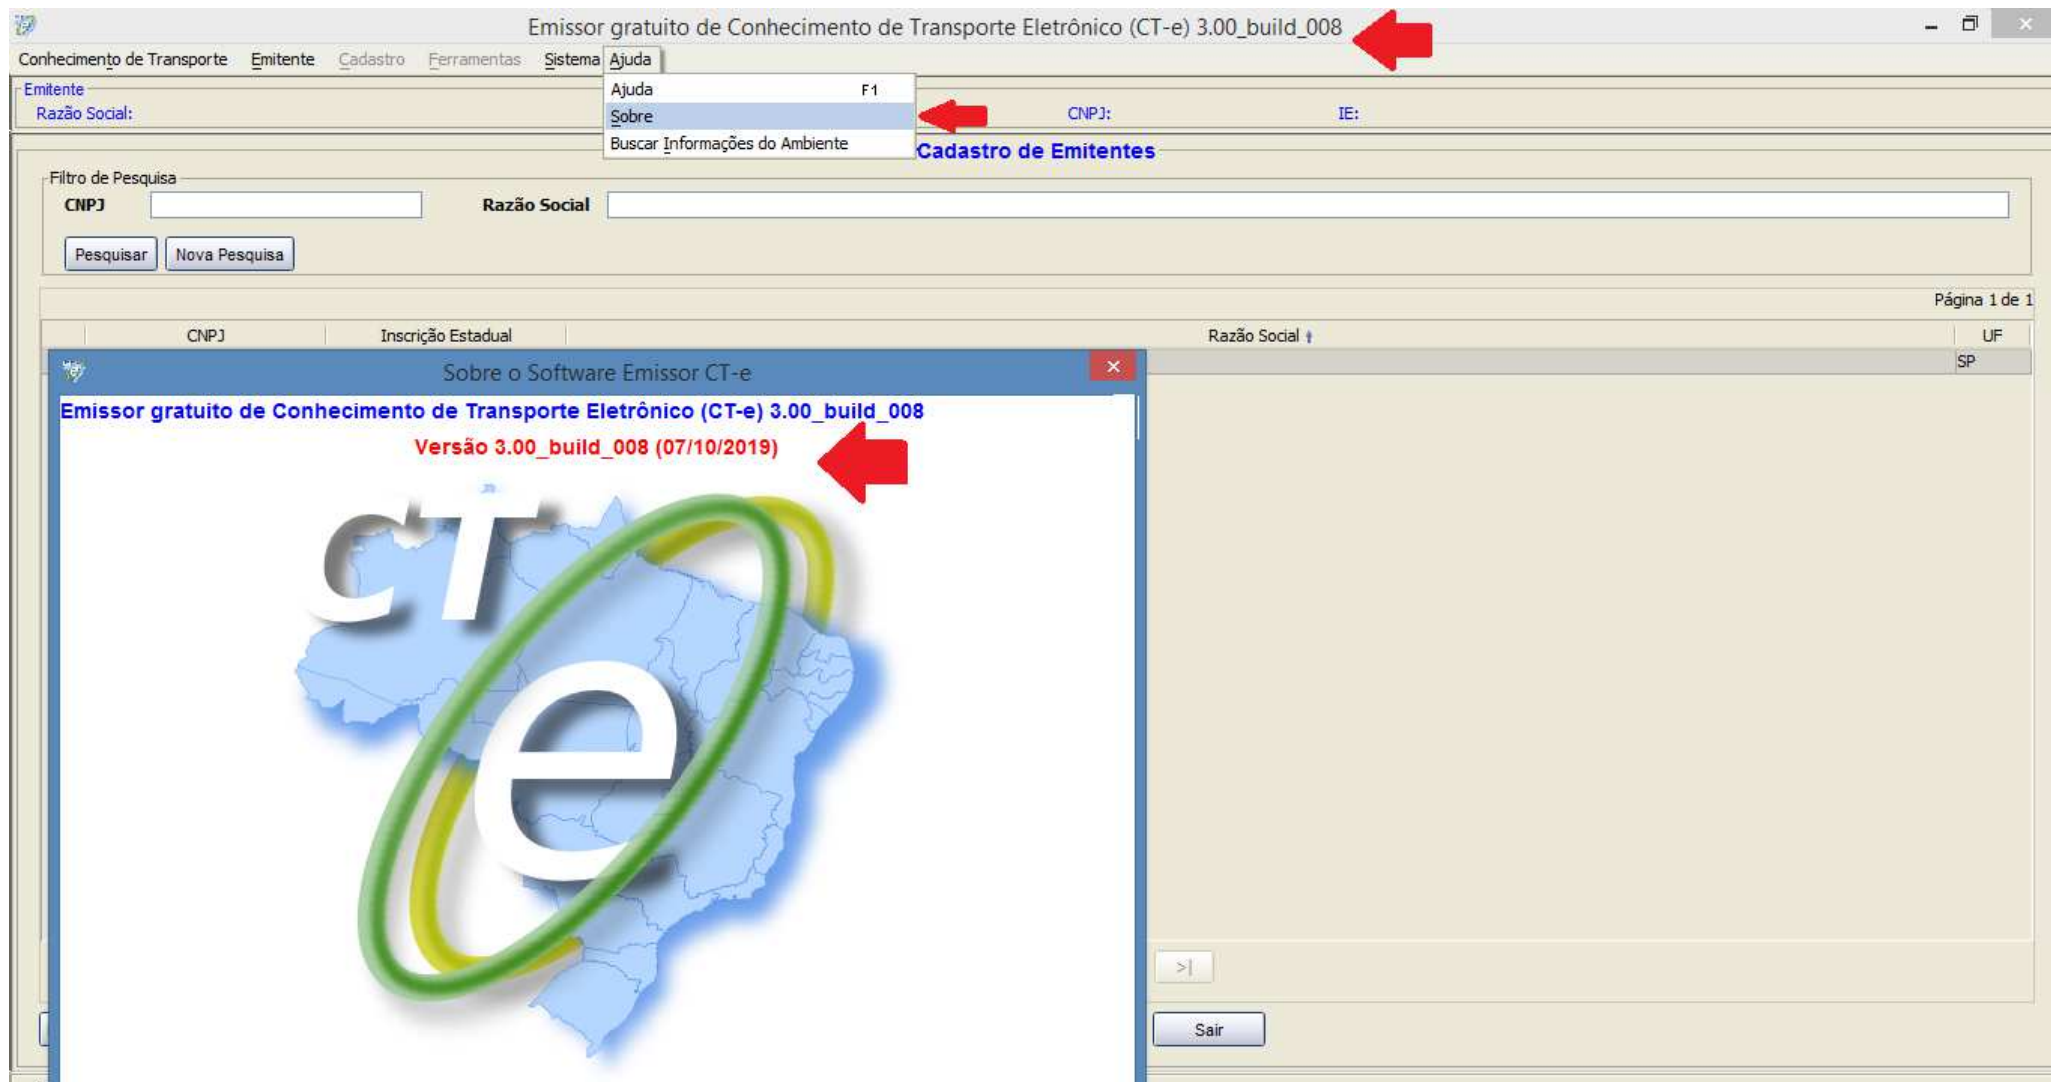 Emissor gratuito de Conhecimento de Transporte Eletrônico (CT-e) 3.00_build_008
Conhecimento de Transporte Emitente Cadastro Ferramentas Sistema Ajuda
Ajuda F1
Sobre
Buscar Informações do Ambiente
Emitente
Razão Social: CNPJ: IE:
Cadastro de Emitentes
Filtro de Pesquisa
CNPJ Razão Social
Pesquisar Nova Pesquisa
Página 1 de 1
CNPJ Inscrição Estadual Razão Social UF
SP
Sobre o Software Emissor CT-e
Emissor gratuito de Conhecimento de Transporte Eletrônico (CT-e) 3.00_build_008
Versão 3.00_build_008 (07/10/2019)
CT
e
>|
Sair